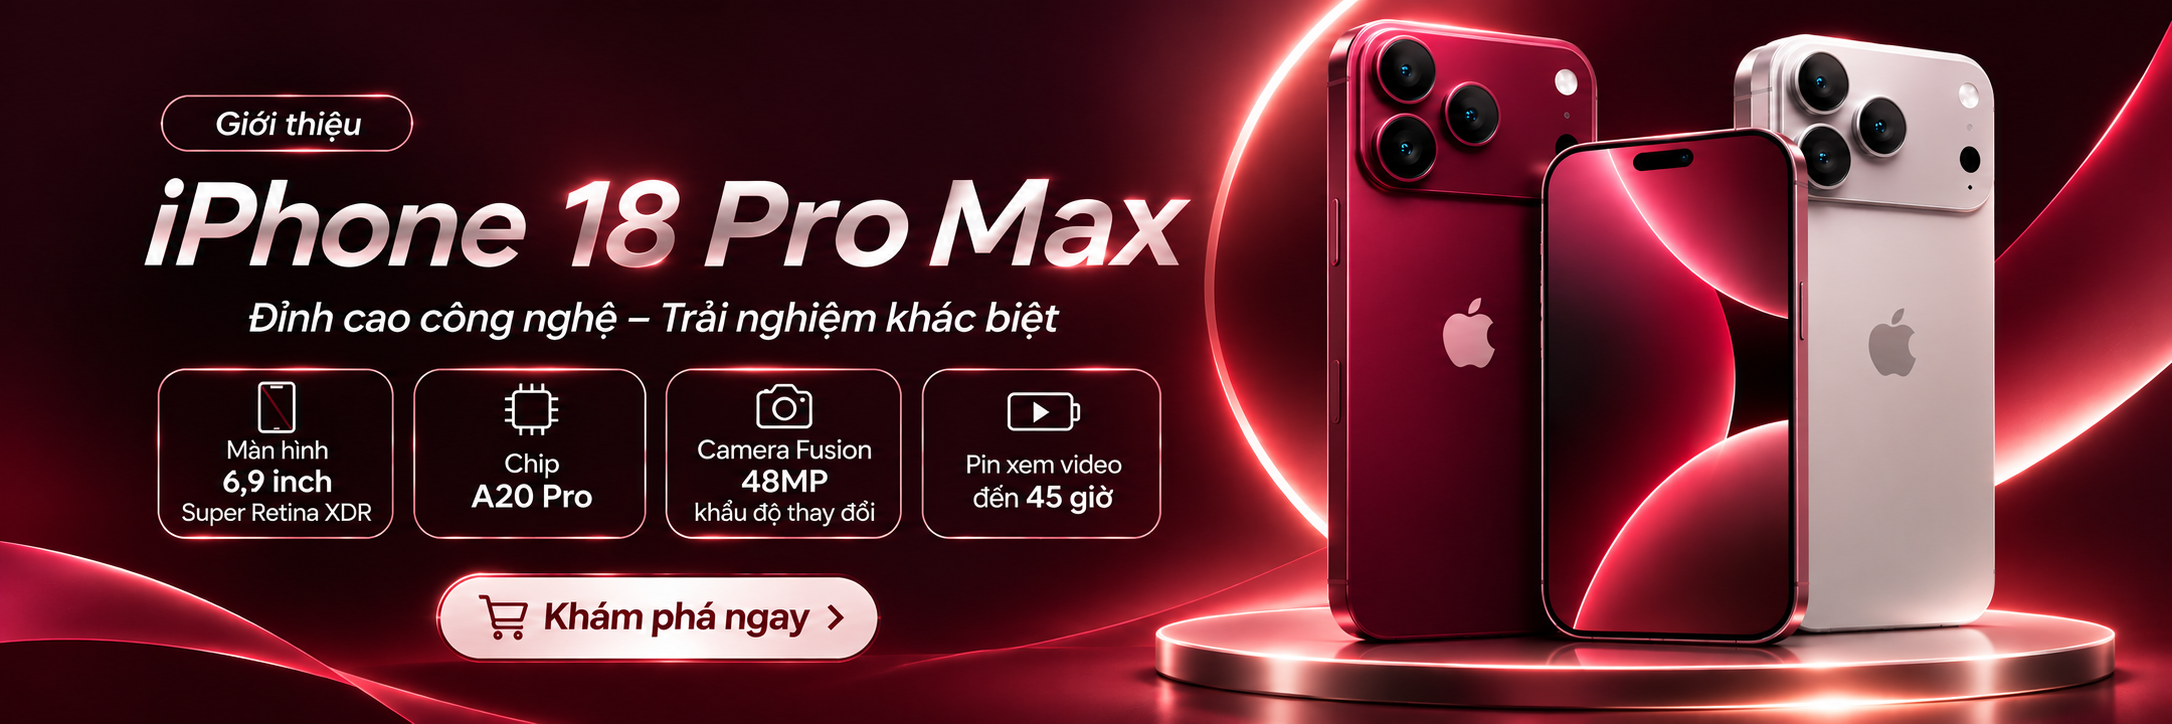 Giới thiệu
iPhone 18 Pro Max
Đỉnh cao công nghệ – Trải nghiệm khác biệt
Màn hình
6,9 inch
Super Retina XDR
Chip
A20 Pro
Camera Fusion
48MP
khẩu độ thay đổi
Pin xem video
đến 45 giờ
Khám phá ngay